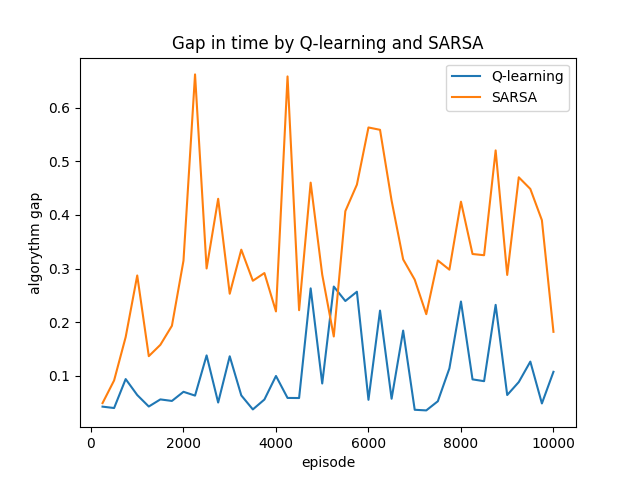 Gap in time by Q-learning and SARSA
Q-learning
SARSA
0.6
0.5
0.4
0.3
0.2
0.1
algorythm gap
0
2000
4000
6000
8000
10000
episode